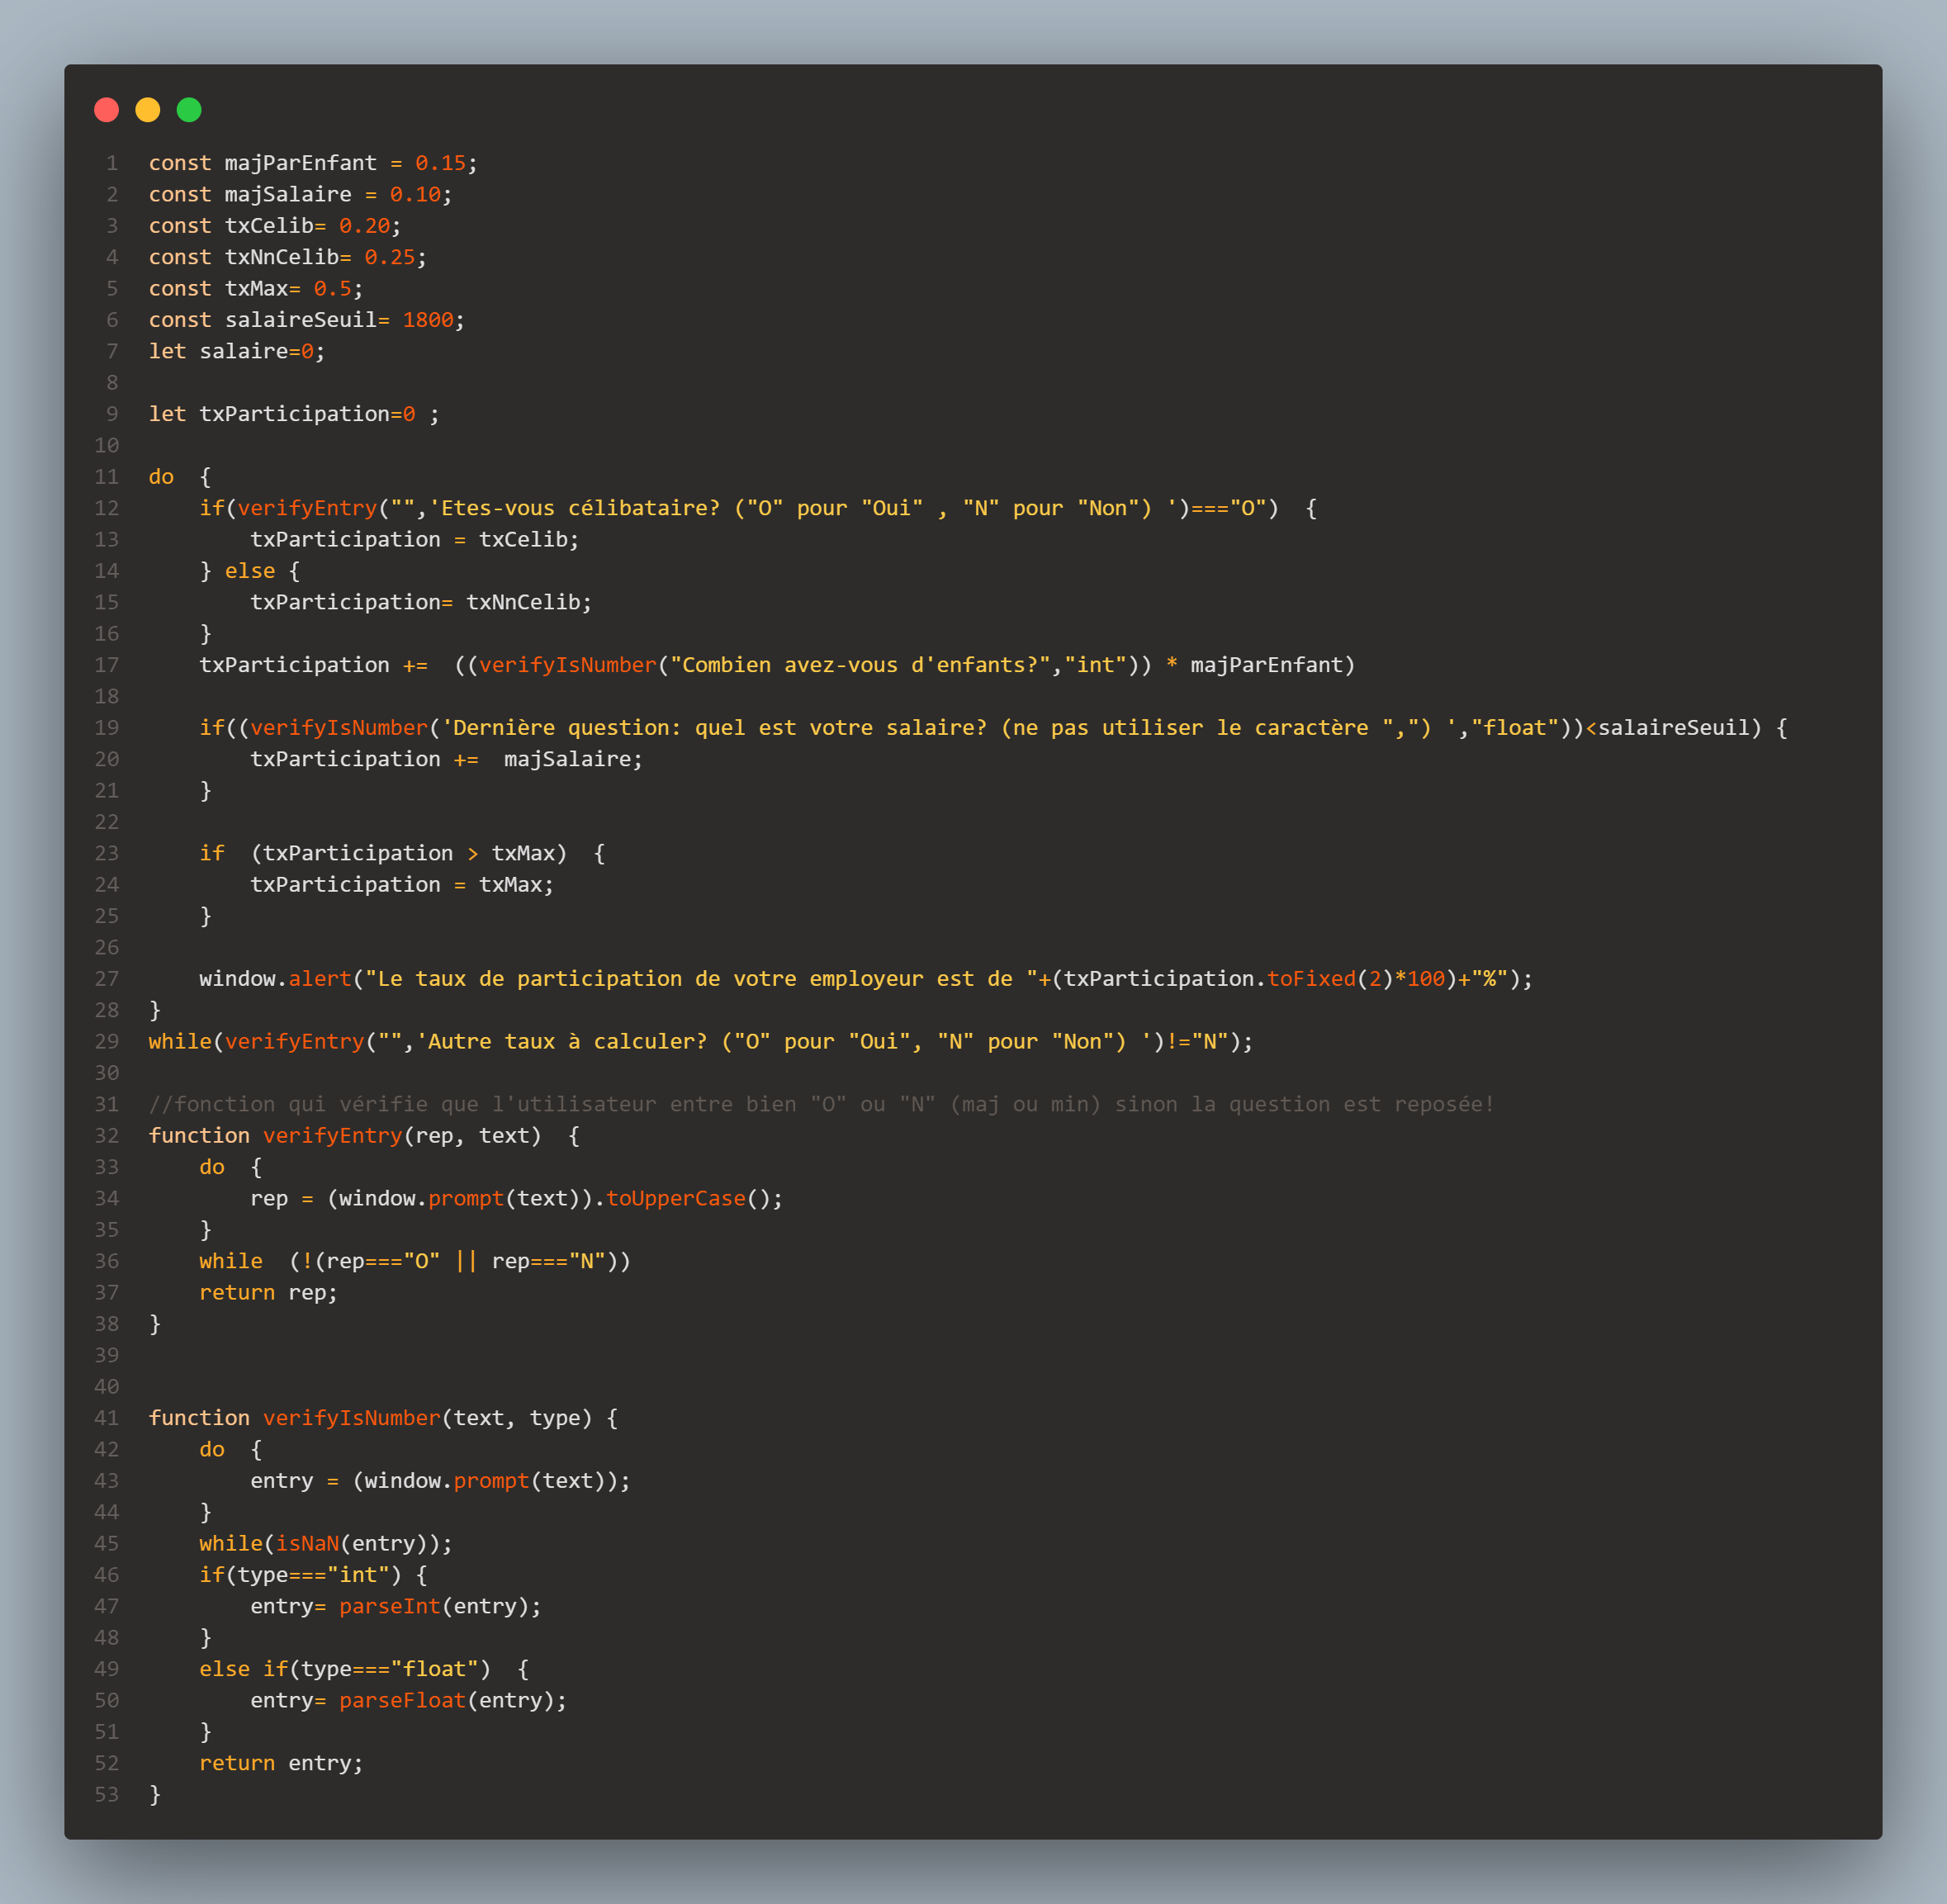 1 const majParEnfant = 0.15;
2 const majSalaire = 0.10;
3 const txCelib= 0.20;
4 const txNnCelib= 0.25;
5 const txMax= 0.5;
6 const salaireSeuil= 1800;
7 let salaire=0;
8
9 let txParticipation=0 ;
10
11 do  {
12     if(verifyEntry("",'Etes-vous célibataire? ("O" pour "Oui" , "N" pour "Non") ')==="O")  {
13         txParticipation = txCelib;
14     } else {
15         txParticipation= txNnCelib;
16     }
17     txParticipation +=  ((verifyIsNumber("Combien avez-vous d'enfants?","int")) * majParEnfant)
18
19     if((verifyIsNumber('Dernière question: quel est votre salaire? (ne pas utiliser le caractère ",") ',"float"))<salaireSeuil) {
20         txParticipation +=  majSalaire;
21     }
22
23     if  (txParticipation > txMax)  {
24         txParticipation = txMax;
25     }
26
27     window.alert("Le taux de participation de votre employeur est de "+(txParticipation.toFixed(2)*100)+"%");
28 }
29 while(verifyEntry("",'Autre taux à calculer? ("O" pour "Oui", "N" pour "Non") ')!="N");
30
31 //fonction qui vérifie que l'utilisateur entre bien "O" ou "N" (maj ou min) sinon la question est reposée!
32 function verifyEntry(rep, text)  {
33     do  {
34         rep = (window.prompt(text)).toUpperCase();
35     }
36     while  (!(rep==="O" || rep==="N"))
37     return rep;
38 }
39
40
41 function verifyIsNumber(text, type) {
42     do  {
43         entry = (window.prompt(text));
44     }
45     while(isNaN(entry));
46     if(type==="int") {
47         entry= parseInt(entry);
48     }
49     else if(type==="float")  {
50         entry= parseFloat(entry);
51     }
52     return entry;
53 }